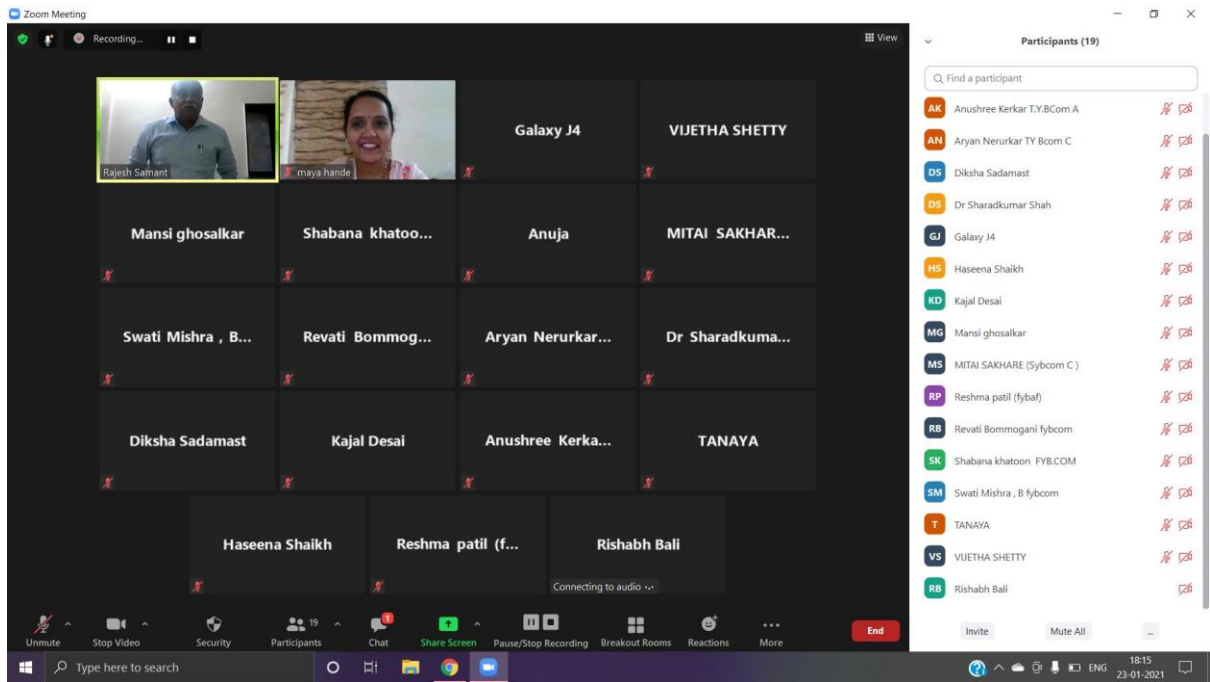 Zoom Meeting
Recording...
View
Rajesh Samant
maya hande
Galaxy J4
VIJETHA SHETTY
Mansi ghosalkar
Shabana khatoo...
Anuja
MITAI SAKHAR...
Swati Mishra , B...
Revati Bommog...
Aryan Nerurkar...
Dr Sharadkuma...
Diksha Sadamast
Kajal Desai
Anushree Kerka...
TANAYA
Haseena Shaikh
Reshma patil (f...
Rishabh Bali
Connecting to audio
Unmute
Stop Video
Security
19
Participants
1
Chat
Share Screen
Pause/Stop Recording
Breakout Rooms
Reactions
More
End
Participants (19)
Find a participant
AK Anushree Kerkar T.Y.BCom A
AN Aryan Nerurkar TY Bcom C
DS Diksha Sadamast
DS Dr Sharadkumar Shah
GJ Galaxy J4
HS Haseena Shaikh
KD Kajal Desai
MG Mansi ghosalkar
MS MITAI SAKHARE (Sybcom C )
RP Reshma patil (fybaf)
RB Revati Bommogani fybcom
SK Shabana khatoon FYB.COM
SM Swati Mishra , B fybcom
T TANAYA
VS VIJETHA SHETTY
RB Rishabh Bali
Invite
Mute All
...
Type here to search
ENG
18:15
23-01-2021